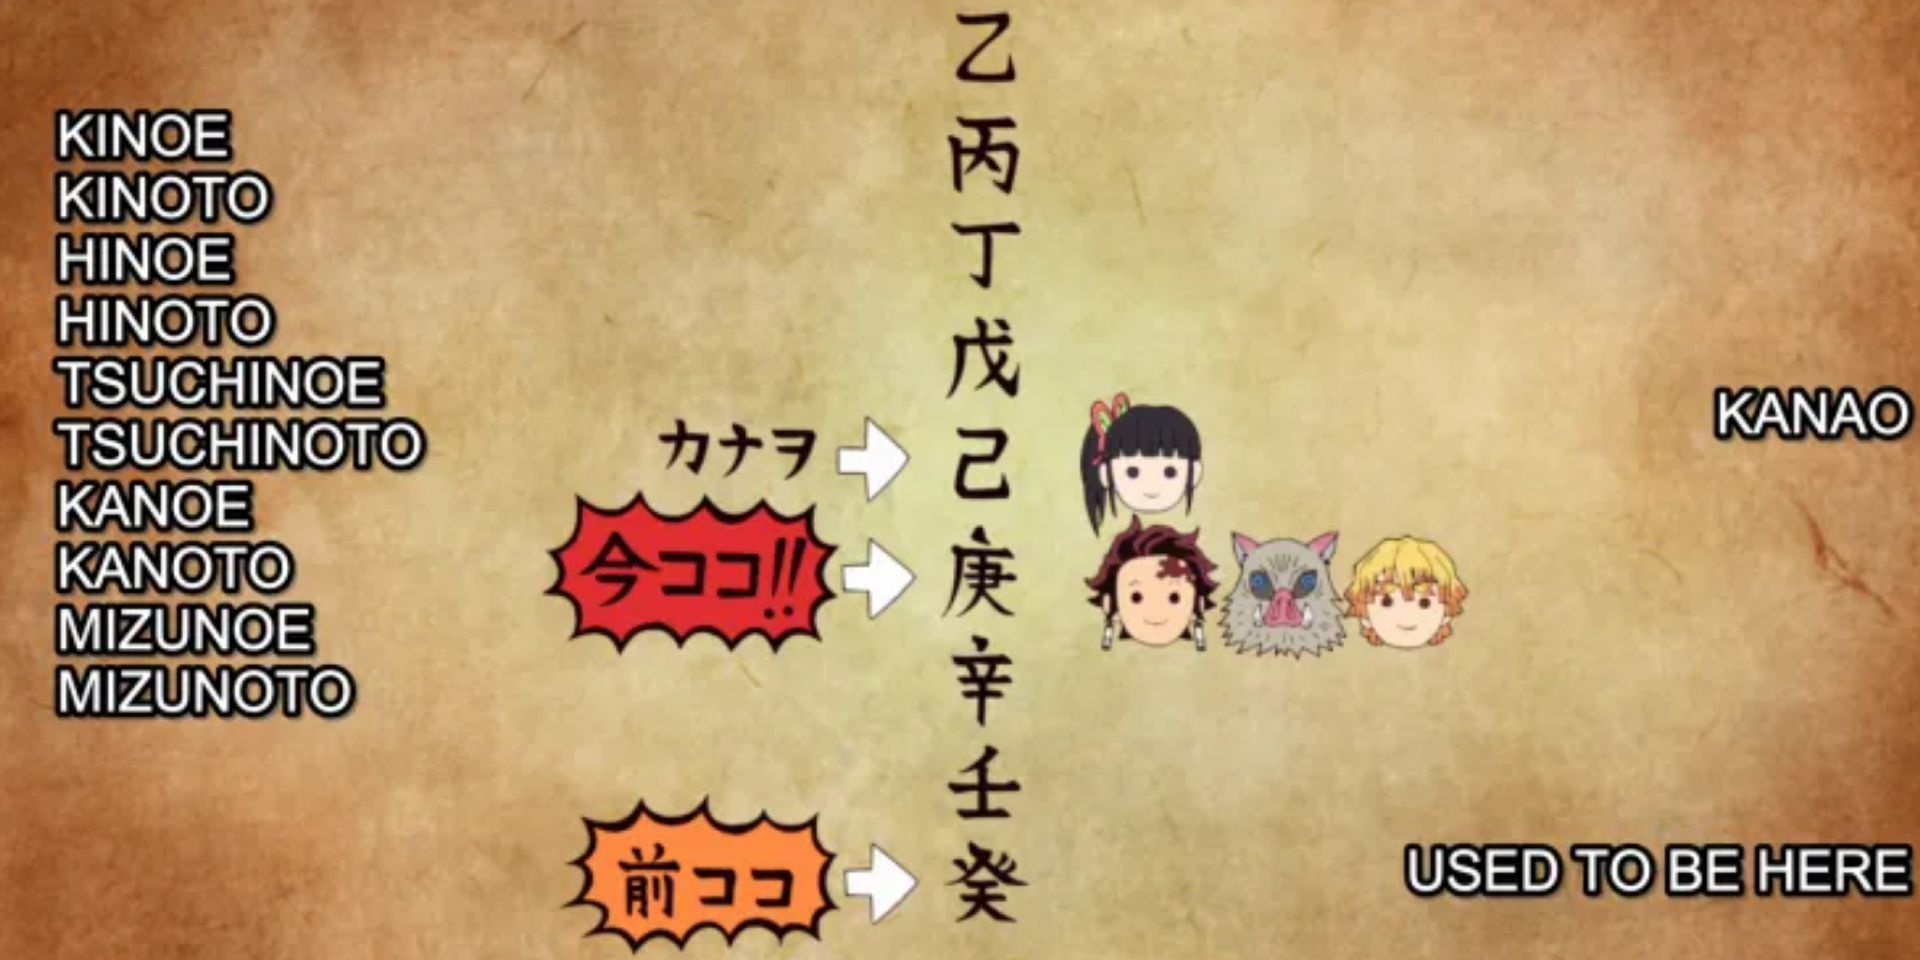 KINOE
KINOTO
HINOE
HINOTO
TSUCHINOE
TSUCHINOTO
KANOE
KANOTO
MIZUNOE
MIZUNOTO
乙
丙
丁
戊
カナヲ 己
今ココ!! 庚
辛
壬
前ココ 癸
KANAO
USED TO BE HERE